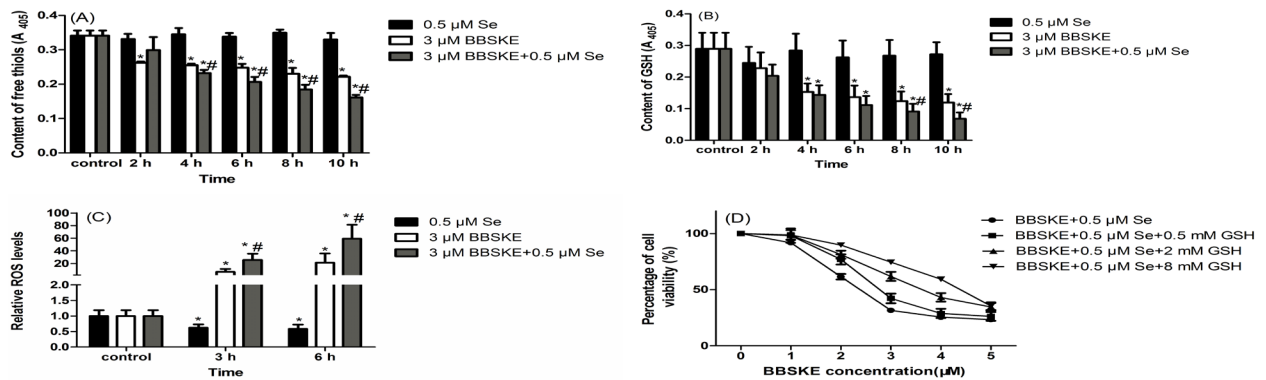 (A)
Content of free thiols (A 405)
0.4
0.3
0.2
0.1
0.0
* * *# * *# * *# * *#
control 2 h 4 h 6 h 8 h 10 h
Time
0.5 µM Se
3 µM BBSKE
3 µM BBSKE+0.5 µM Se
(B)
Content of GSH (A 405)
0.4
0.3
0.2
0.1
0.0
* * * * * *# * *#
control 2 h 4 h 6 h 8 h 10 h
Time
0.5 µM Se
3 µM BBSKE
3 µM BBSKE+0.5 µM Se
(C)
Relative ROS levels
100
80
60
40
20
2.0
1.5
1.0
0.5
0.0
* * *# * * *#
control 3 h 6 h
Time
0.5 µM Se
3 µM BBSKE
3 µM BBSKE+0.5 µM Se
(D)
Percentage of cell
viability (%)
100
50
0
0 1 2 3 4 5
BBSKE concentration(µM)
BBSKE+0.5 µM Se
BBSKE+0.5 µM Se+0.5 mM GSH
BBSKE+0.5 µM Se+2 mM GSH
BBSKE+0.5 µM Se+8 mM GSH